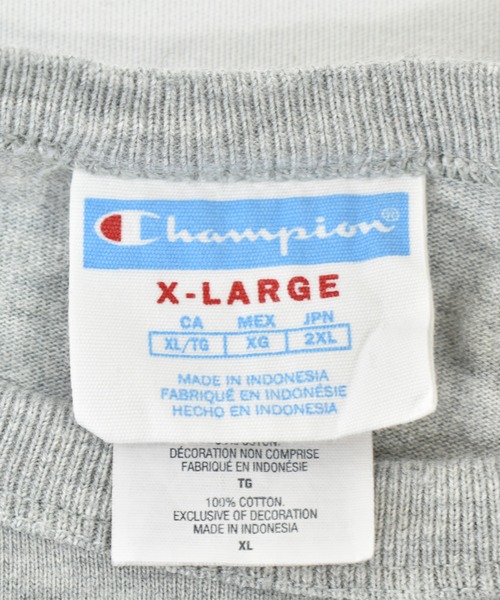 Champion®
X-LARGE
CA MEX JPN
XL/TG XG 2XL
MADE IN INDONESIA
FABRIQUÉ EN INDONÉSIE
HECHO EN INDONESIA
DÉCORATION NON COMPRISE
FABRIQUÉ EN INDONÉSIE
TG
100% COTTON.
EXCLUSIVE OF DECORATION
MADE IN INDONESIA
XL